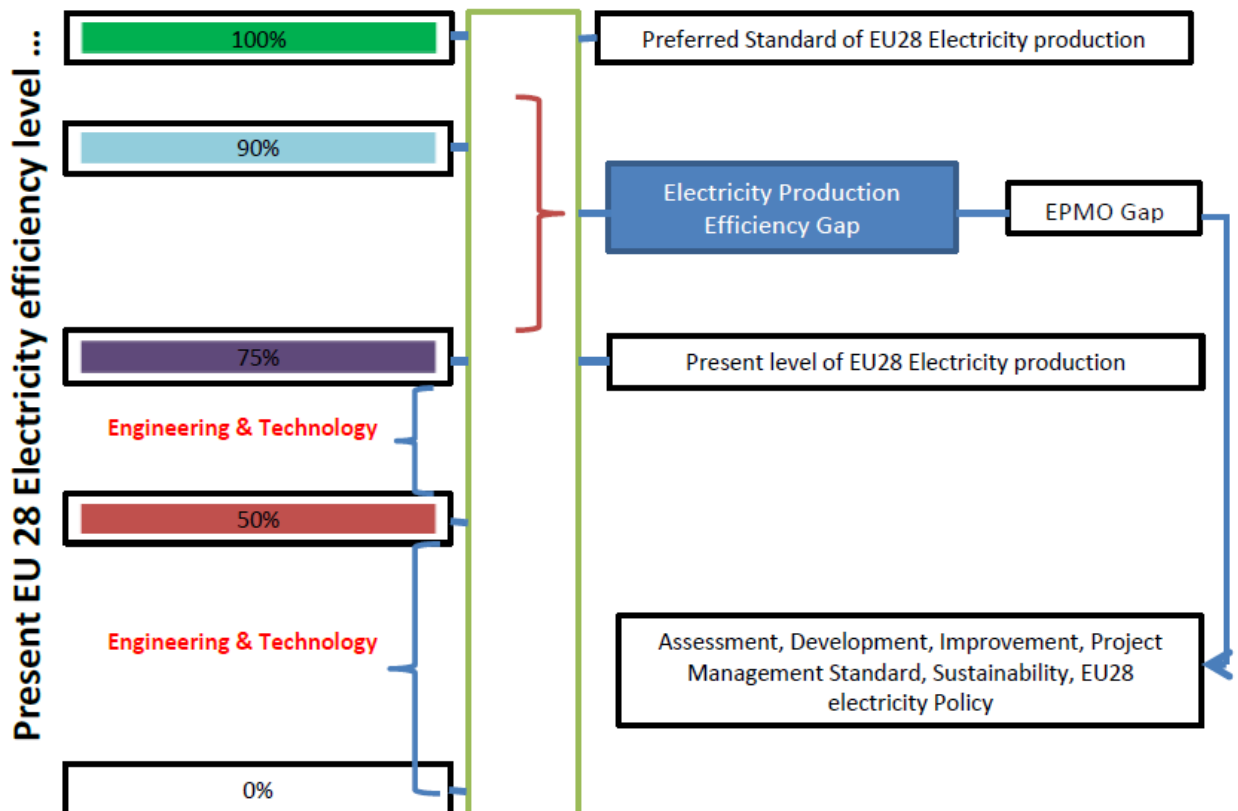 Present EU 28 Electricity efficiency level ...
100%
Preferred Standard of EU28 Electricity production
90%
Electricity Production
Efficiency Gap
EPMO Gap
75%
Present level of EU28 Electricity production
Engineering & Technology
50%
Engineering & Technology
Assessment, Development, Improvement, Project
Management Standard, Sustainability, EU28
electricity Policy
0%